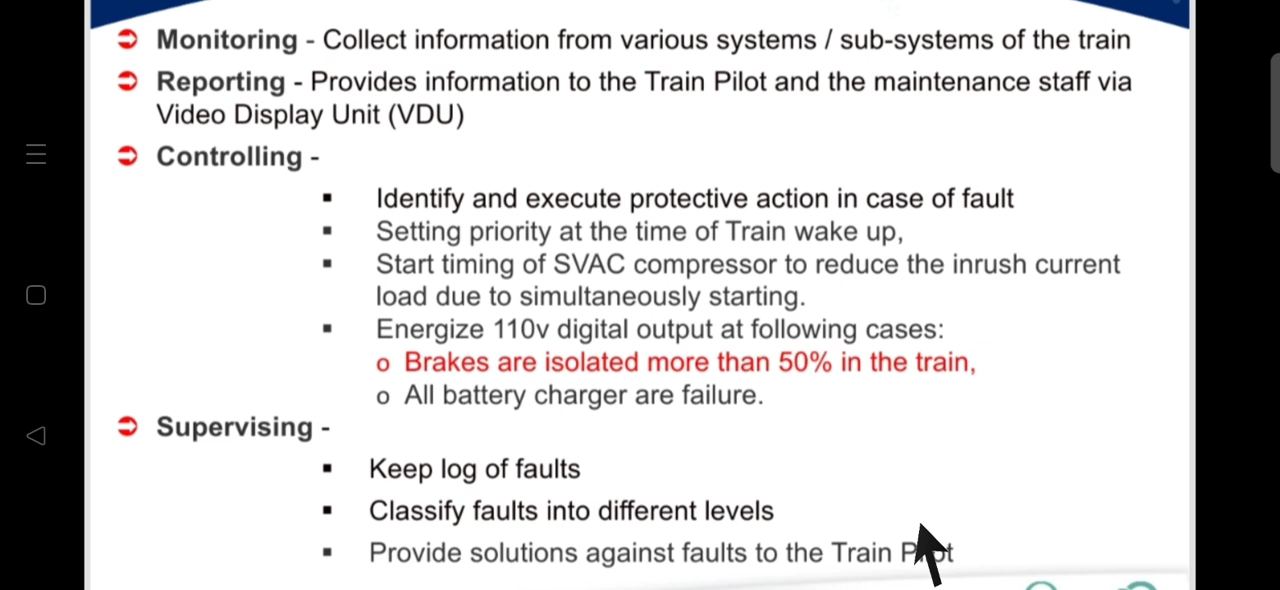 Monitoring - Collect information from various systems / sub-systems of the train
Reporting - Provides information to the Train Pilot and the maintenance staff via
Video Display Unit (VDU)
Controlling -
Identify and execute protective action in case of fault
Setting priority at the time of Train wake up,
Start timing of SVAC compressor to reduce the inrush current
load due to simultaneously starting.
Energize 110v digital output at following cases:
o Brakes are isolated more than 50% in the train,
o All battery charger are failure.
Supervising -
Keep log of faults
Classify faults into different levels
Provide solutions against faults to the Train Pilot